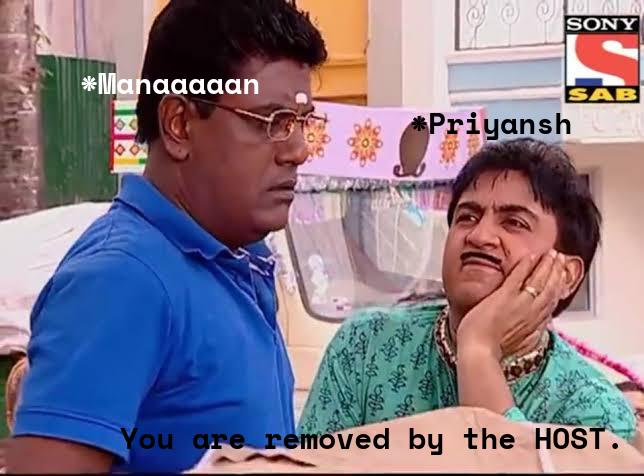 SONY
S
SAB
*Manaaaaan
*Priyansh
You are removed by the HOST.